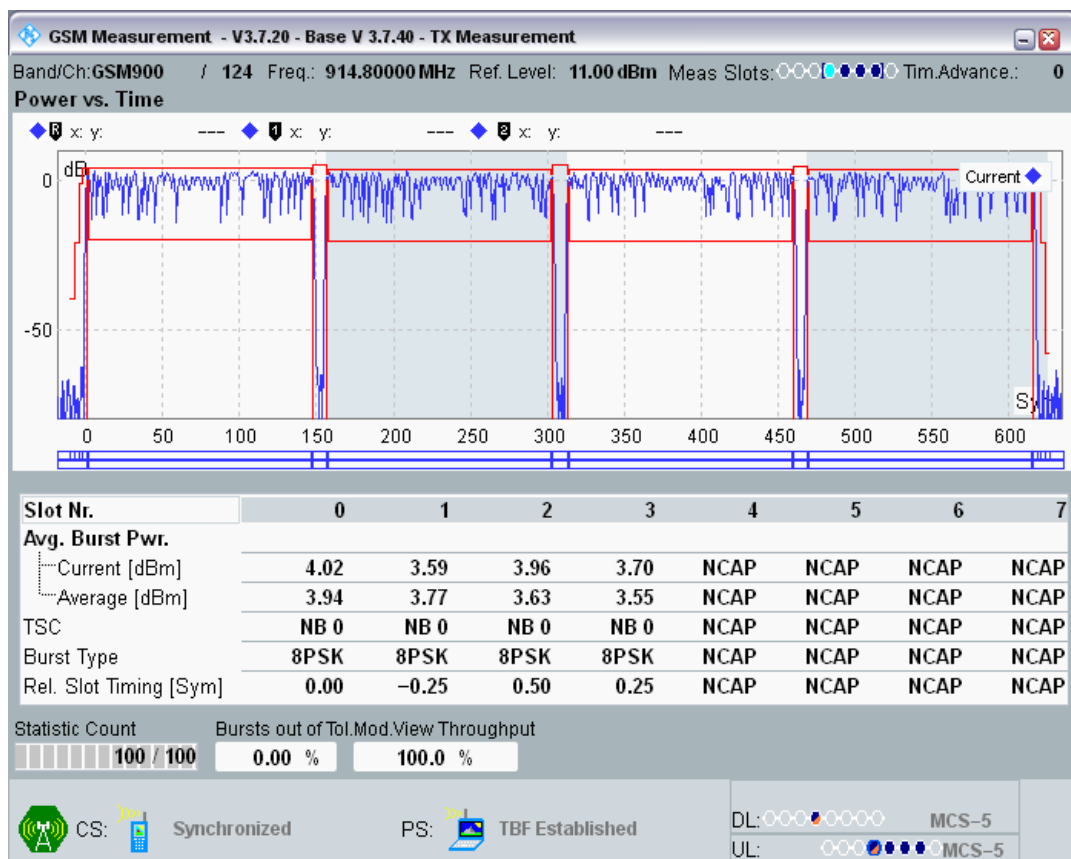 GSM Measurement - V3.7.20 - Base V 3.7.40 - TX Measurement
Band/Ch:GSM900 / 124 Freq.: 914.80000 MHz Ref. Level: 11.00 dBm Meas Slots: Tim.Advance.: 0
Power vs. Time
R x: y: --- 1 x: y: --- 2 x: y: ---
dB
Current
0
-50
Sy
0 50 100 150 200 250 300 350 400 450 500 550 600
Slot Nr. 0 1 2 3 4 5 6 7
Avg. Burst Pwr.
Current [dBm] 4.02 3.59 3.96 3.70 NCAP NCAP NCAP NCAP
Average [dBm] 3.94 3.77 3.63 3.55 NCAP NCAP NCAP NCAP
TSC NB 0 NB 0 NB 0 NB 0 NCAP NCAP NCAP NCAP
Burst Type 8PSK 8PSK 8PSK 8PSK NCAP NCAP NCAP NCAP
Rel. Slot Timing [Sym] 0.00 −0.25 0.50 0.25 NCAP NCAP NCAP NCAP
Statistic Count Bursts out of Tol. Mod.View Throughput
100 / 100 0.00 % 100.0 %
CS: Synchronized PS: TBF Established
DL: MCS−5
UL: MCS−5